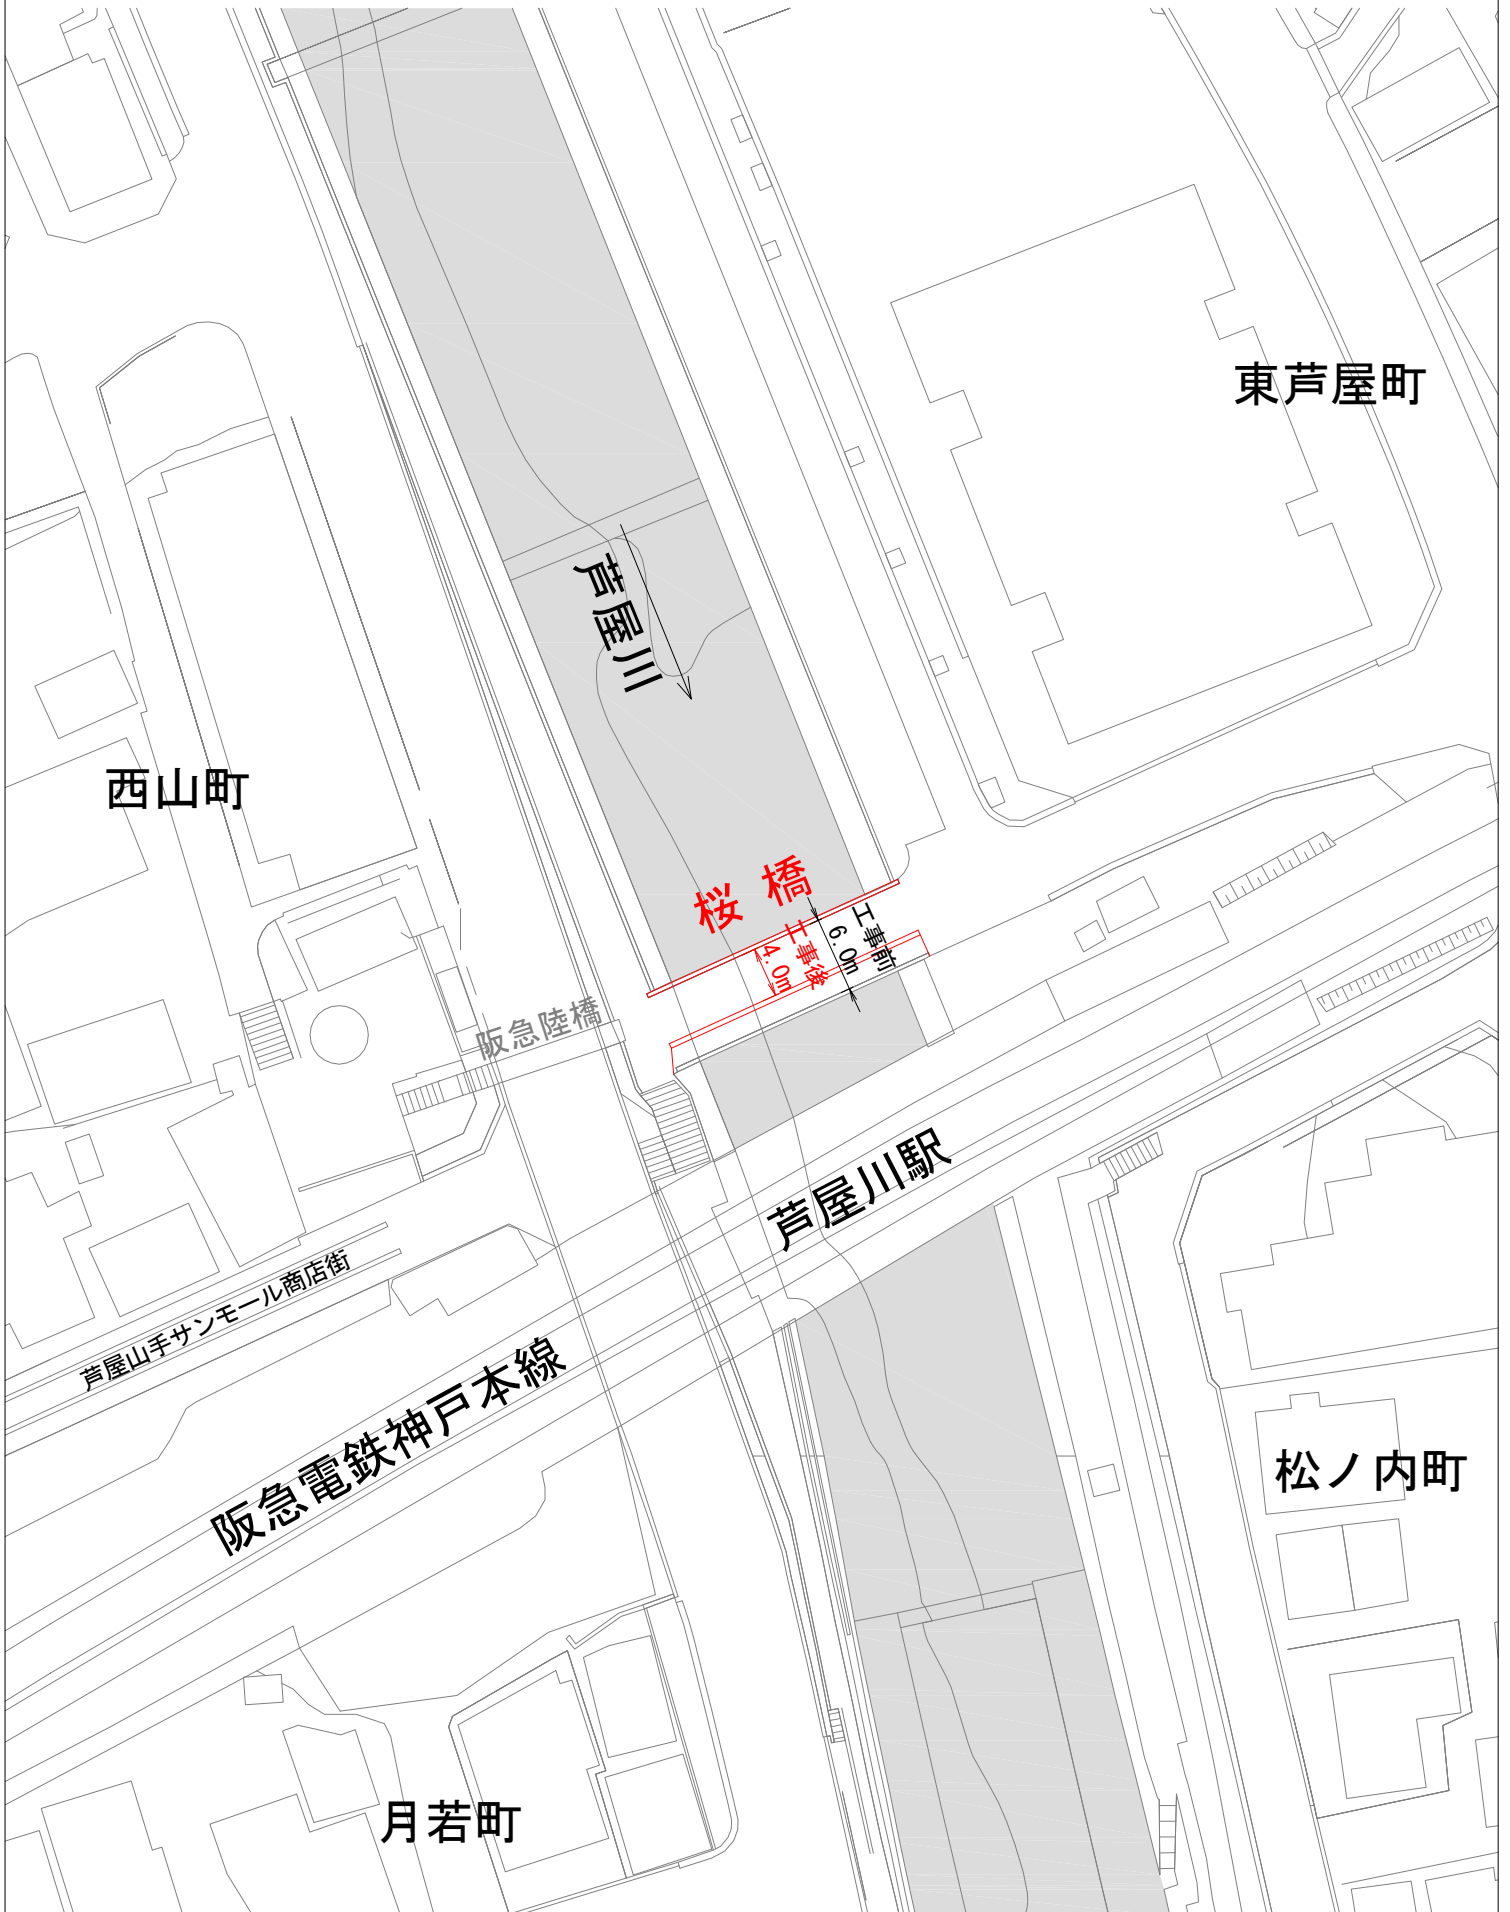 東芦屋町
芦屋川
西山町
桜橋
工事前
6.0m
工事後
4.0m
阪急陸橋
芦屋川駅
芦屋山手サンモール商店街
阪急電鉄神戸本線
松ノ内町
月若町